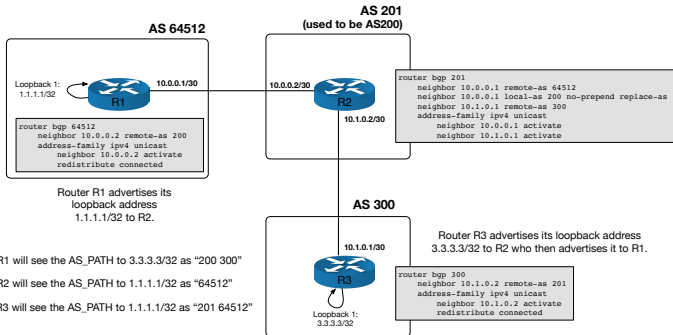 AS 64512
AS 201
(used to be AS200)
Loopback 1:
1.1.1.1/32
R1
10.0.0.1/30
10.0.0.2/30
R2
10.1.0.2/30
router bgp 201
neighbor 10.0.0.1 remote-as 64512
neighbor 10.0.0.1 local-as 200 no-prepend replace-as
neighbor 10.1.0.1 remote-as 300
address-family ipv4 unicast
neighbor 10.0.0.1 activate
neighbor 10.1.0.1 activate
router bgp 64512
neighbor 10.0.0.2 remote-as 200
address-family ipv4 unicast
neighbor 10.0.0.2 activate
redistribute connected
Router R1 advertises its
loopback address
1.1.1.1/32 to R2.
AS 300
10.1.0.1/30
R3
Loopback 1:
3.3.3.3/32
Router R3 advertises its loopback address
3.3.3.3/32 to R2 who then advertises it to R1.
router bgp 300
neighbor 10.1.0.2 remote-as 201
address-family ipv4 unicast
neighbor 10.1.0.2 activate
redistribute connected
R1 will see the AS_PATH to 3.3.3.3/32 as "200 300"
R2 will see the AS_PATH to 1.1.1.1/32 as "64512"
R3 will see the AS_PATH to 1.1.1.1/32 as "201 64512"